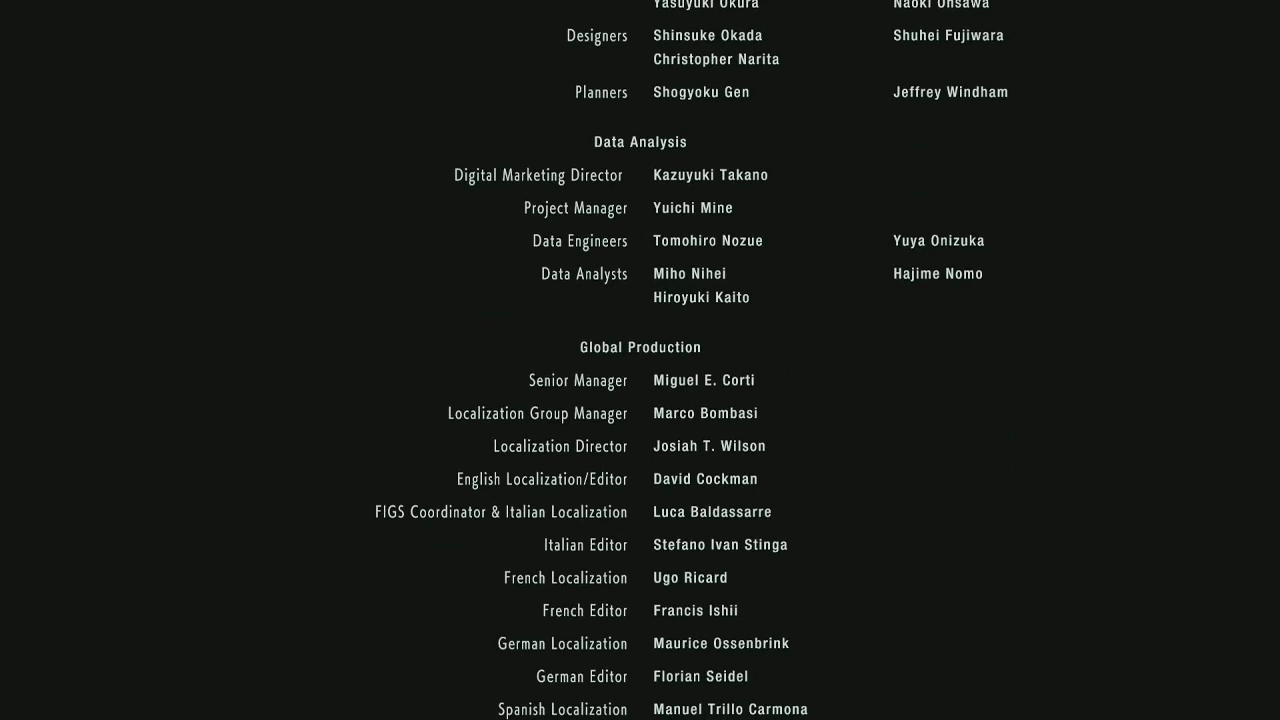 Yasuyuki Okura Naoki Ohsawa
Designers Shinsuke Okada Shuhei Fujiwara
Christopher Narita
Planners Shogyoku Gen Jeffrey Windham
Data Analysis
Digital Marketing Director Kazuyuki Takano
Project Manager Yuichi Mine
Data Engineers Tomohiro Nozue Yuya Onizuka
Data Analysts Miho Nihei Hajime Nomo
Hiroyuki Kaito
Global Production
Senior Manager Miguel E. Corti
Localization Group Manager Marco Bombasi
Localization Director Josiah T. Wilson
English Localization/Editor David Cockman
FIGS Coordinator & Italian Localization Luca Baldassarre
Italian Editor Stefano Ivan Stinga
French Localization Ugo Ricard
French Editor Francis Ishii
German Localization Maurice Ossenbrink
German Editor Florian Seidel
Spanish Localization Manuel Trillo Carmona